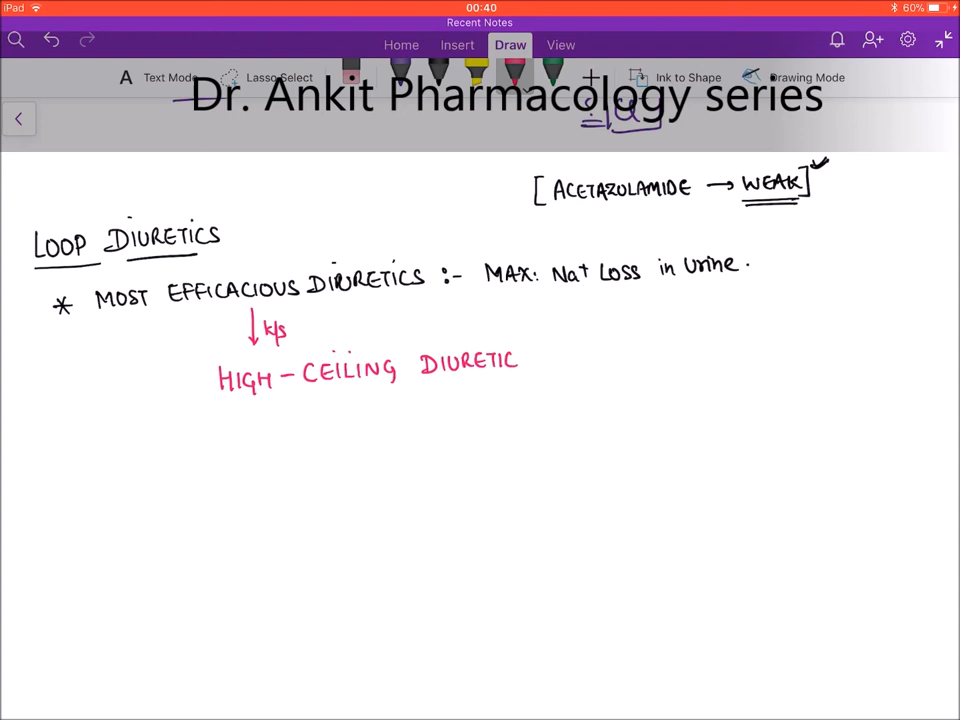 iPad 00:40 60%
Recent Notes
Home Insert Draw View
Text Mode Lasso Select Ink to Shape Drawing Mode
Dr. Ankit Pharmacology series
[ACETAZOLAMIDE → WEAK]
LOOP DIURETICS
* MOST EFFICACIOUS DIURETICS :- MAX: Na+ LOSS in Urine.
k/s
HIGH-CEILING DIURETIC